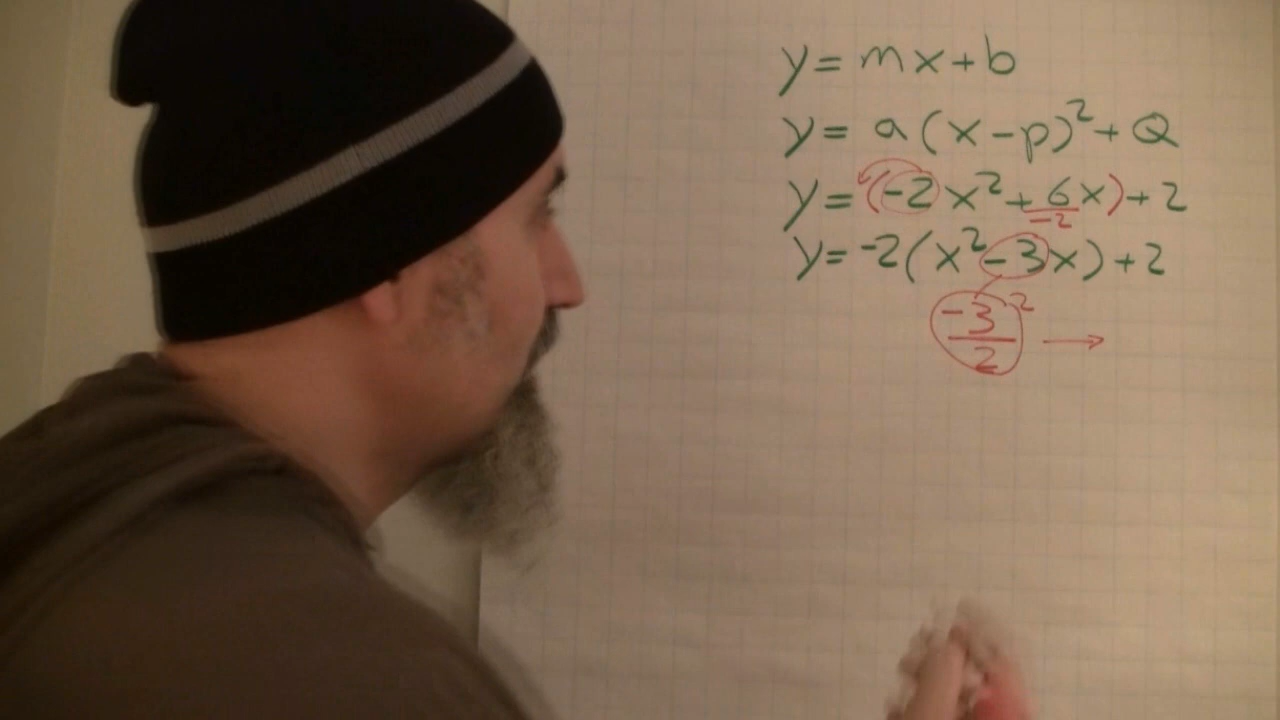 y = mx + b
y = a(x - p)² + Q
y = (-2x² + 6x) + 2
-2
y = -2(x² - 3x) + 2
-3 ²
2 →